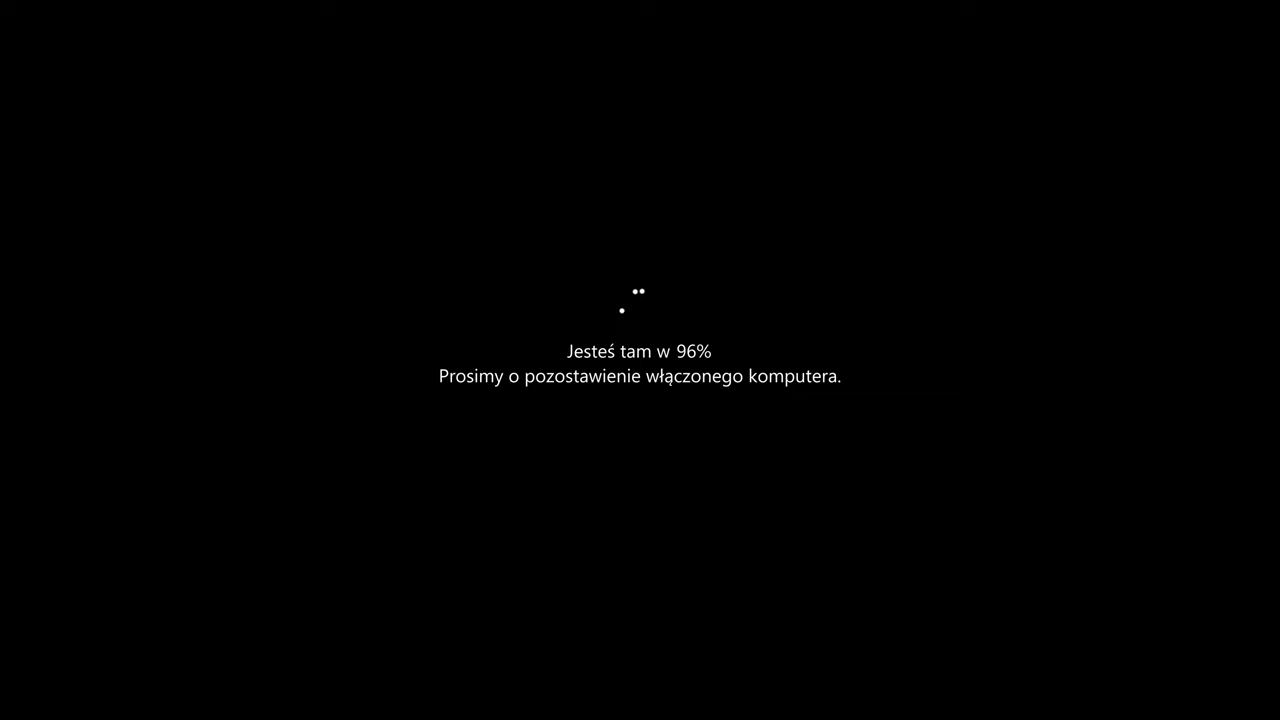 Jesteś tam w 96%
Prosimy o pozostawienie włączonego komputera.